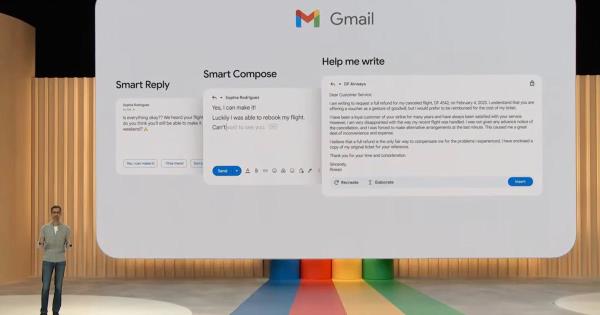 Gmail
Help me write
Smart Compose
Smart Reply
DF Airways
Dear Customer Service,
I am writing to request a full refund for my canceled flight, DF 4142, on February 4, 2023. I understand that you are
offering a voucher as a gesture of goodwill, but I would prefer to be reimbursed for the cost of my ticket.
I have been a loyal customer of your airline for many years and have always been satisfied with your service.
However, I am very disappointed with the way my recent flight was handled. I was not given any advance notice of
the cancellation, and I was forced to make alternative arrangements at the last minute. This caused me a great
deal of inconvenience and expense.
I believe that a full refund is the only fair way to compensate me for the problems I experienced. I have enclosed a
copy of my original ticket for your reference.
Thank you for your time and consideration.
Sincerely,
Recreate
Elaborate
Insert
Sophie Rodriguez
Yes, I can make it!
Luckily I was able to rebook my flight.
Can't wait to see you.
Send
Sophie Rodriguez
Is everything okay?? We heard your flight
do you think you'll still be able to make it
weekend?
Yes, I can make it.